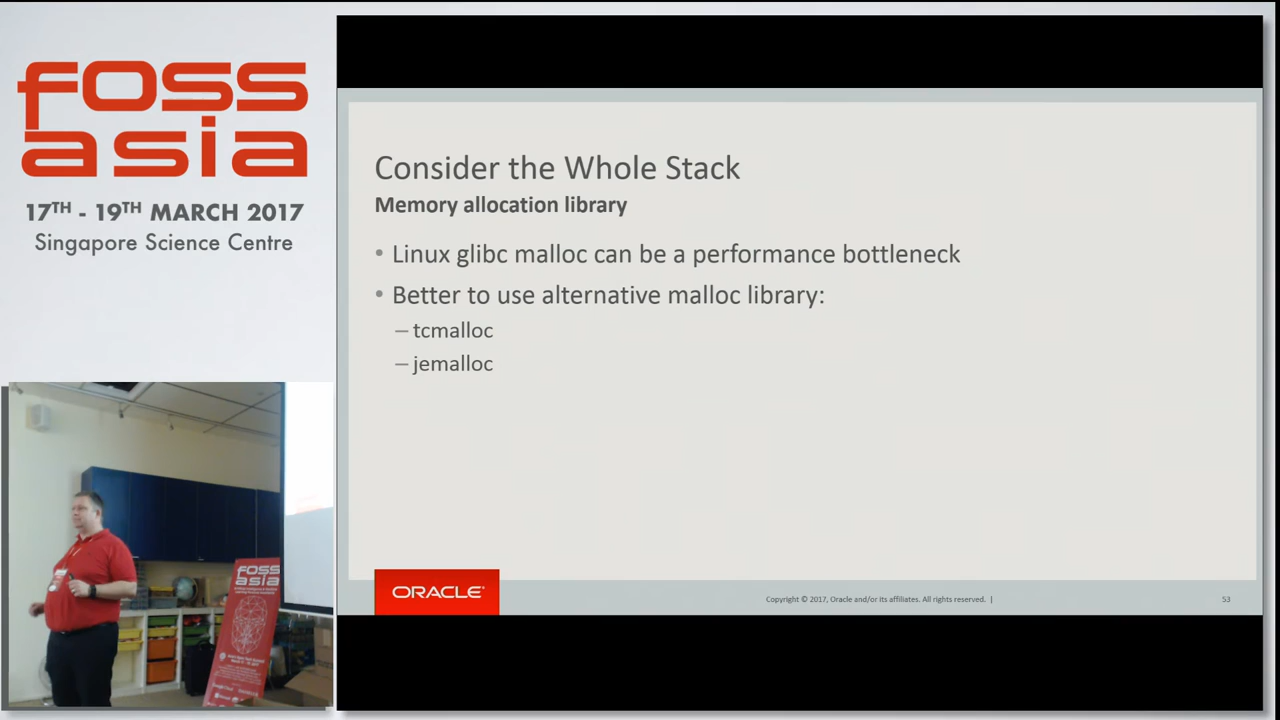 foss
asia
17TH - 19TH MARCH 2017
Singapore Science Centre
Consider the Whole Stack
Memory allocation library
• Linux glibc malloc can be a performance bottleneck
• Better to use alternative malloc library:
– tcmalloc
– jemalloc
ORACLE
Copyright © 2017, Oracle and/or its affiliates. All rights reserved. |
53
FOSS
asia